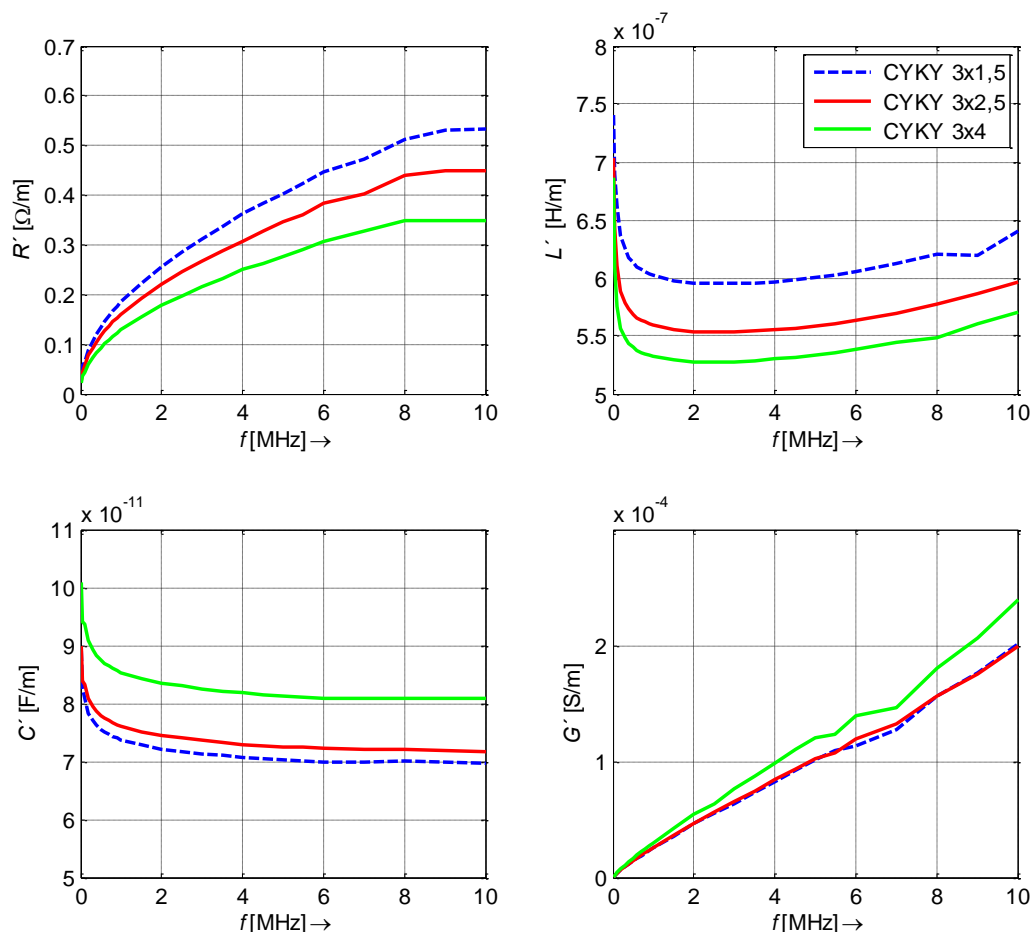 0.7
0.6
0.5
0.4
0.3
0.2
0.1
0
R´ [Ω/m]
0 2 4 6 8 10
f [MHz] →
x 10^-7
8
7.5
7
6.5
6
5.5
5
L´ [H/m]
0 2 4 6 8 10
f [MHz] →
CYKY 3x1,5
CYKY 3x2,5
CYKY 3x4
x 10^-11
11
10
9
8
7
6
5
C´ [F/m]
0 2 4 6 8 10
f [MHz] →
x 10^-4
2
1
0
G´ [S/m]
0 2 4 6 8 10
f [MHz] →